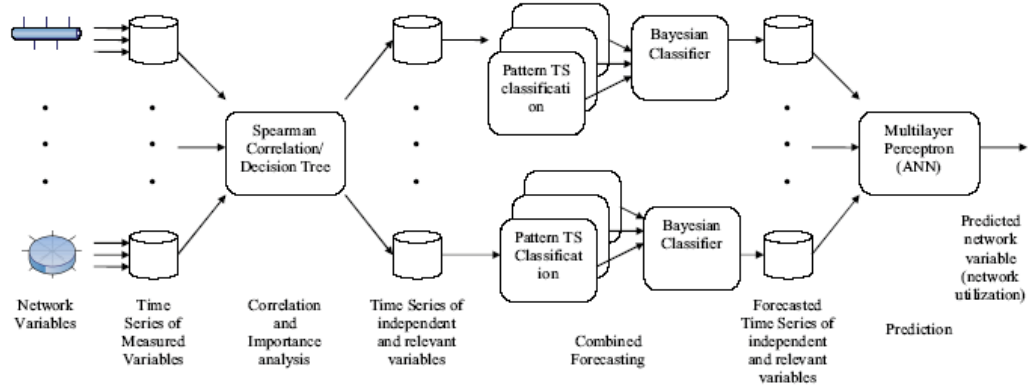 Pattern TS
classificati
on
Bayesian
Classifier
Spearman
Correlation/
Decision Tree
Multilayer
Perceptron
(ANN)
Pattern TS
Classificat
ion
Bayesian
Classifier
Predicted
network
variable
(network
utilization)
Network
Variables
Time
Series of
Measured
Variables
Correlation
and
Importance
analysis
Time Series of
independent
and relevant
variables
Combined
Forecasting
Forecasted
Time Series of
independent
and relevant
variables
Prediction